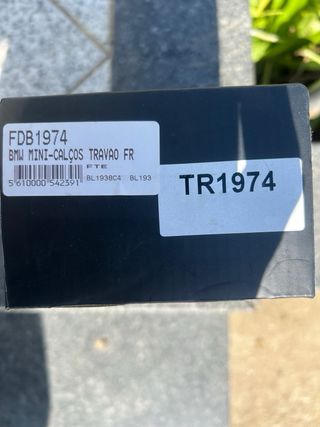 FDB1974
BMW MINI-CALÇOS TRAVAO FR
FTE
BL1938C4 BL193
5 610000 542391
TR1974